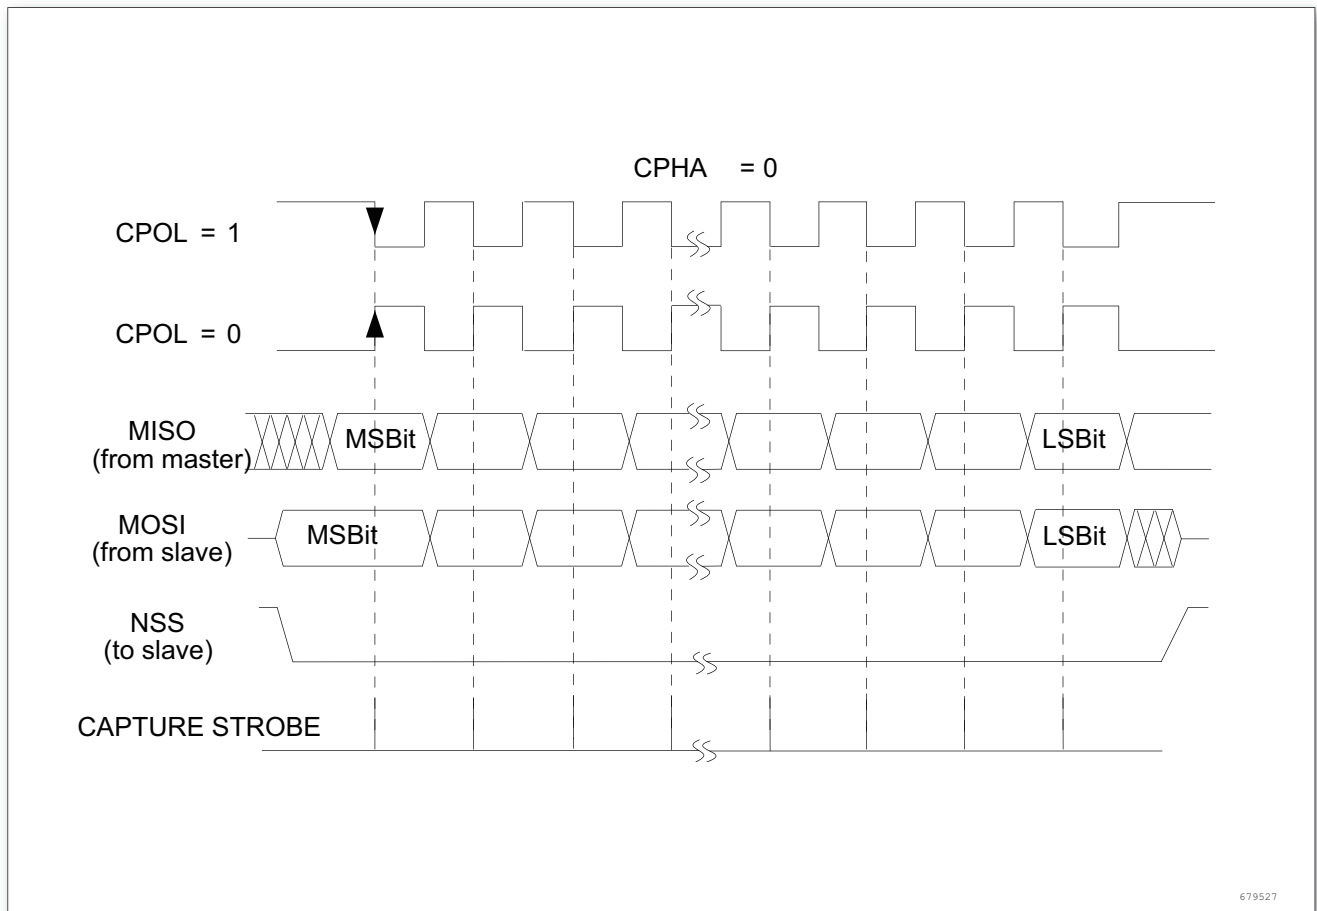 CPHA = 0
CPOL = 1
CPOL = 0
MISO
(from master)
MSBit
LSBit
MOSI
(from slave)
MSBit
LSBit
NSS
(to slave)
CAPTURE STROBE
679527